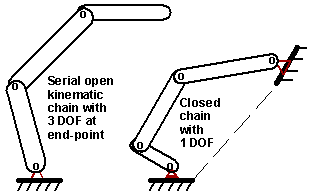 Serial open
kinematic
chain with
3 DOF at
end-point
Closed
chain
with
1 DOF